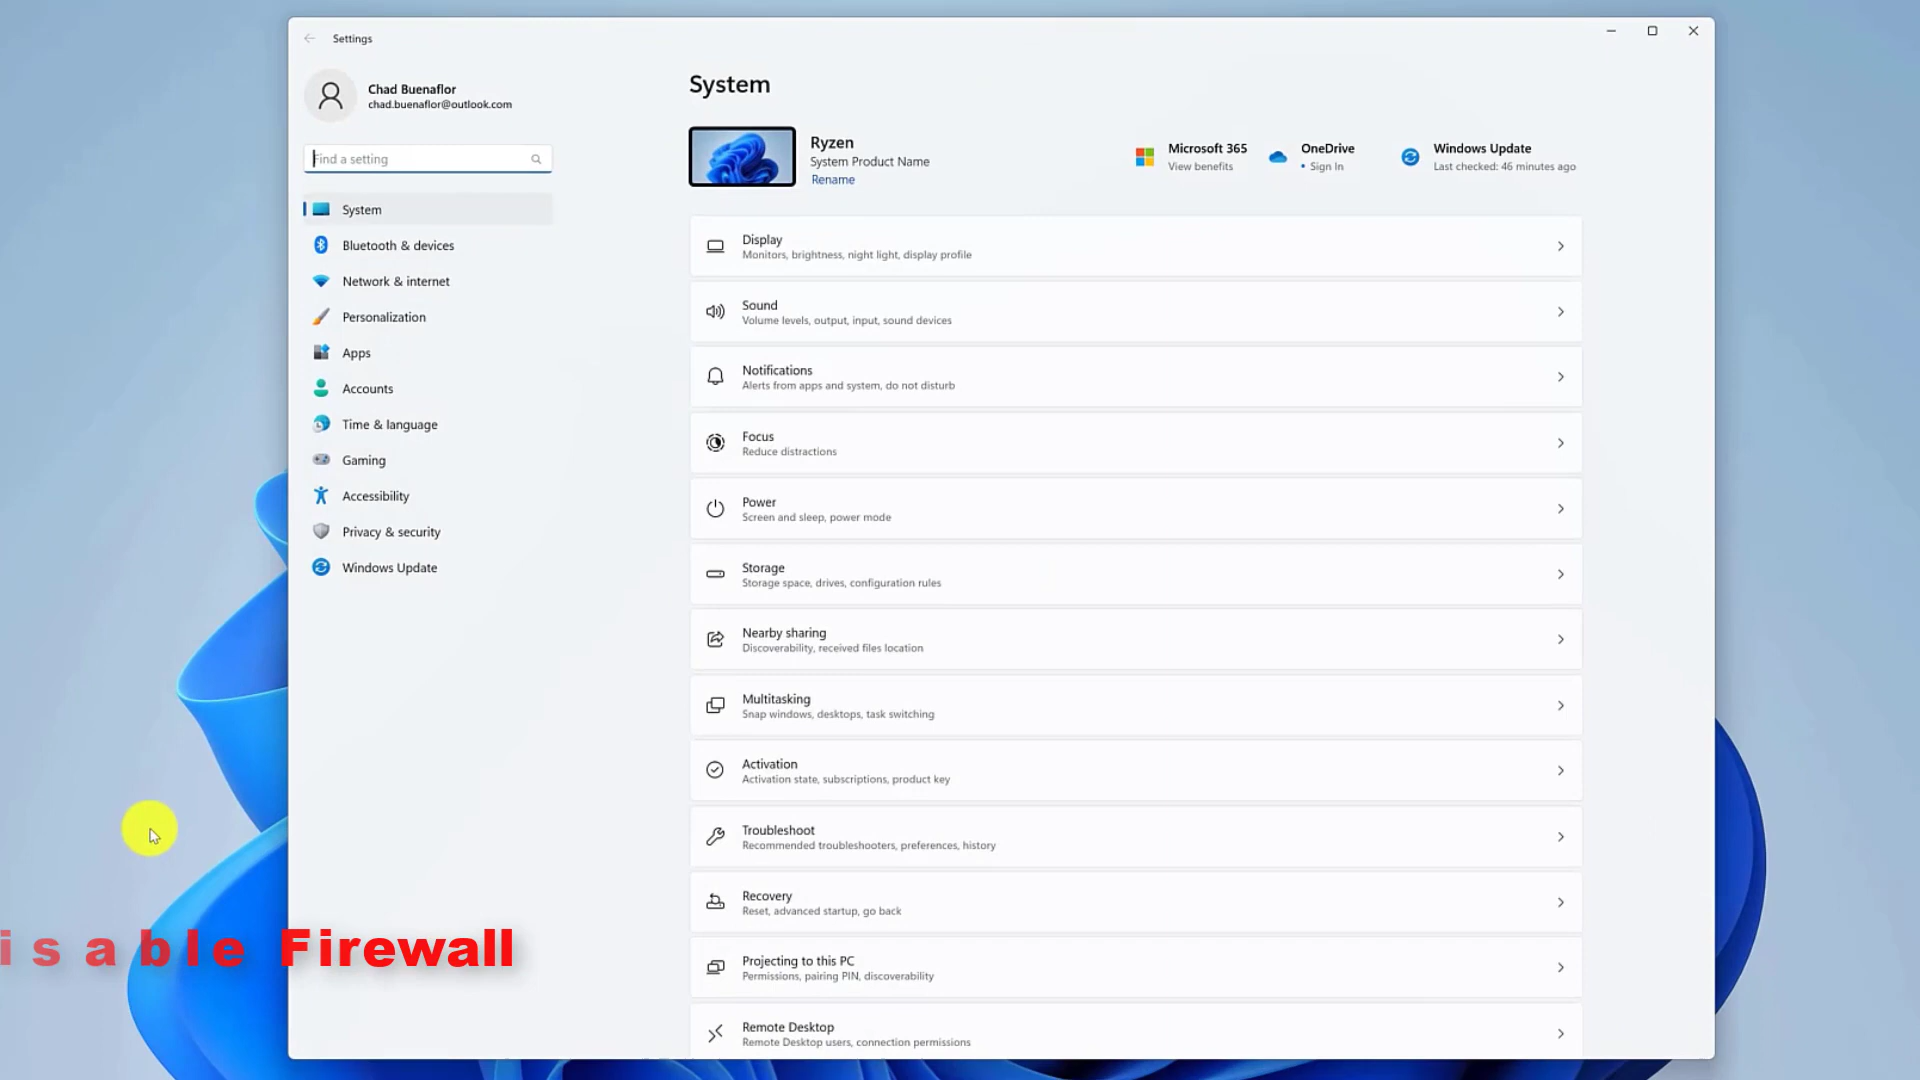 Settings
Chad Buenaflor
chad.buenaflor@outlook.com
Find a setting
System
Bluetooth & devices
Network & internet
Personalization
Apps
Accounts
Time & language
Gaming
Accessibility
Privacy & security
Windows Update
System
Ryzen
System Product Name
Rename
Microsoft 365
View benefits
OneDrive
• Sign In
Windows Update
Last checked: 46 minutes ago
Display
Monitors, brightness, night light, display profile
Sound
Volume levels, output, input, sound devices
Notifications
Alerts from apps and system, do not disturb
Focus
Reduce distractions
Power
Screen and sleep, power mode
Storage
Storage space, drives, configuration rules
Nearby sharing
Discoverability, received files location
Multitasking
Snap windows, desktops, task switching
Activation
Activation state, subscriptions, product key
Troubleshoot
Recommended troubleshooters, preferences, history
Recovery
Reset, advanced startup, go back
Projecting to this PC
Permissions, pairing PIN, discoverability
Remote Desktop
Remote Desktop users, connection permissions
isable Firewall